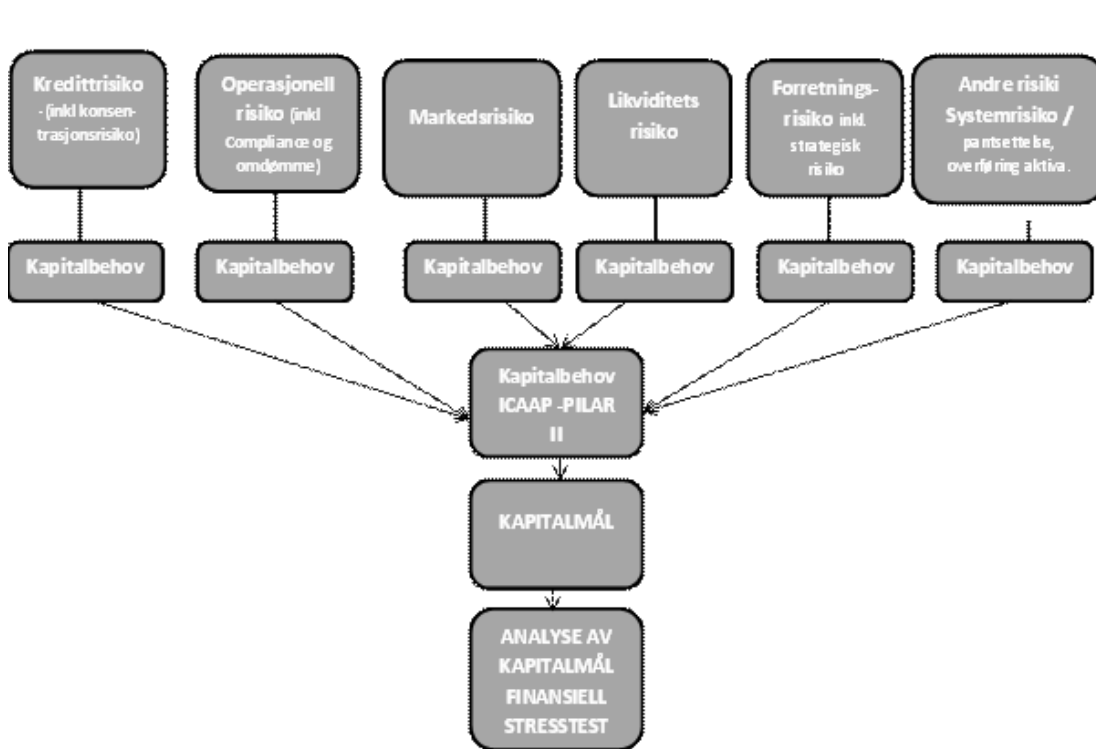 Kredittrisiko
- (inkl konsen-
trasjonsrisiko)
Operasjonell
risiko (inkl
Compliance og
omdømme)
Markedsrisiko
Likviditets
risiko
Forretnings-
risiko inkl.
strategisk
risiko
Andre risiki
Systemrisiko /
pantsettelse,
overføring aktiva.
Kapitalbehov
Kapitalbehov
Kapitalbehov
Kapitalbehov
Kapitalbehov
Kapitalbehov
Kapitalbehov
ICAAP -PILAR
II
KAPITALMÅL
ANALYSE AV
KAPITALMÅL
FINANSIELL
STRESSTEST